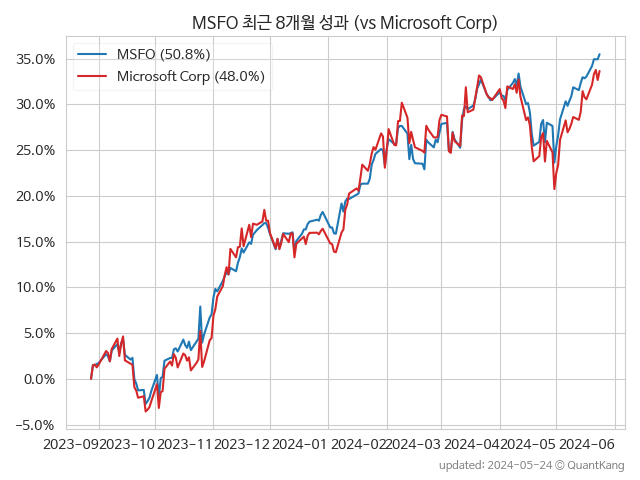 MSFO 최근 8개월 성과 (vs Microsoft Corp)
MSFO (50.8%)
Microsoft Corp (48.0%)
35.0%
30.0%
25.0%
20.0%
15.0%
10.0%
5.0%
0.0%
−5.0%
2023-09 2023-10 2023-11 2023-12 2024-01 2024-02 2024-03 2024-04 2024-05 2024-06
updated: 2024-05-24 © QuantKang